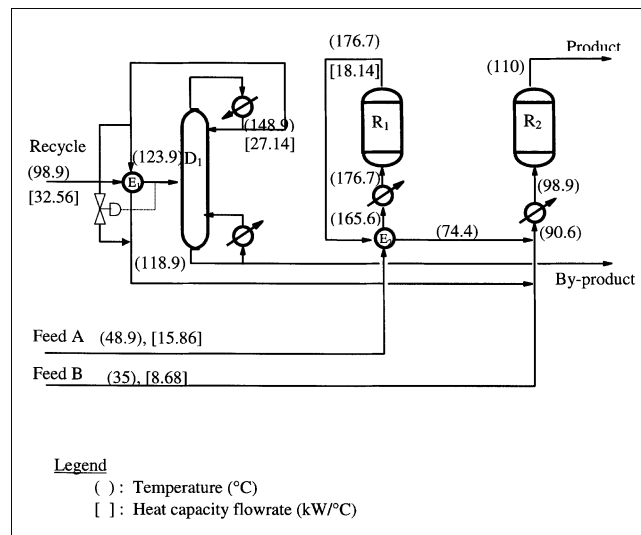 (176.7)
Product
(110)
[18.14]
R1
R2
(148.9)
Recycle
(123.9)
D1
[27.14]
(98.9)
E1
(176.7)
(98.9)
[32.56]
D
(165.6)
E2
(74.4)
(90.6)
(118.9)
By-product
Feed A (48.9), [15.86]
Feed B (35), [8.68]
Legend
( ) : Temperature (°C)
[ ] : Heat capacity flowrate (kW/°C)